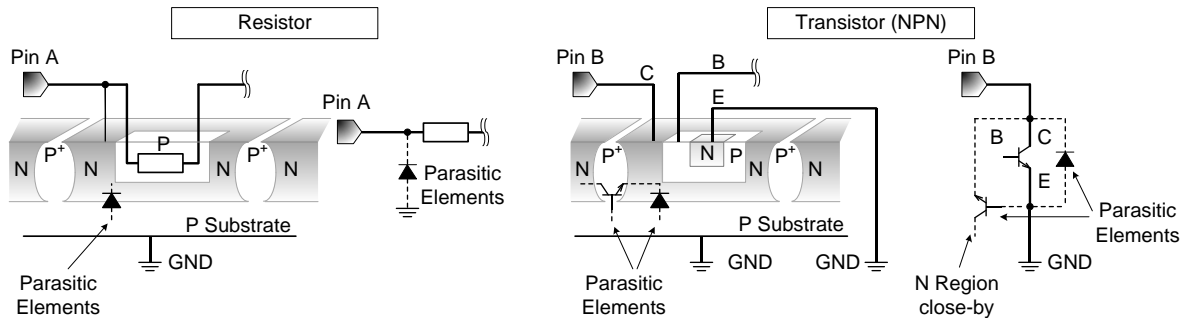 Resistor
Transistor (NPN)
Pin A
Pin A
N
P+
N
P
P+
N
N
Parasitic
Elements
P Substrate
GND
Parasitic
Elements
Pin B
C
B
E
N
P+
N
N
P
P+
N
N
P Substrate
GND
GND
Parasitic
Elements
Pin B
B
C
E
Parasitic
Elements
GND
N Region
close-by